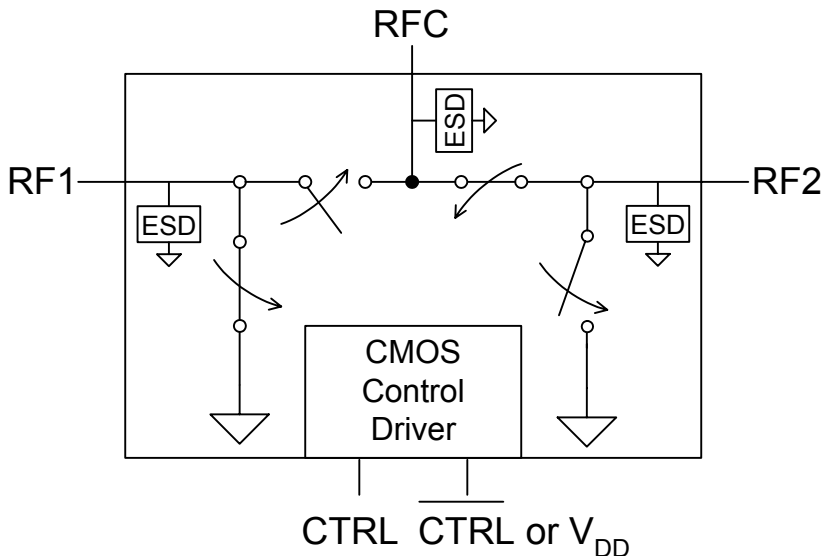 RFC
ESD
RF1
RF2
ESD
ESD
CMOS
Control
Driver
CTRL CTRL or VDD